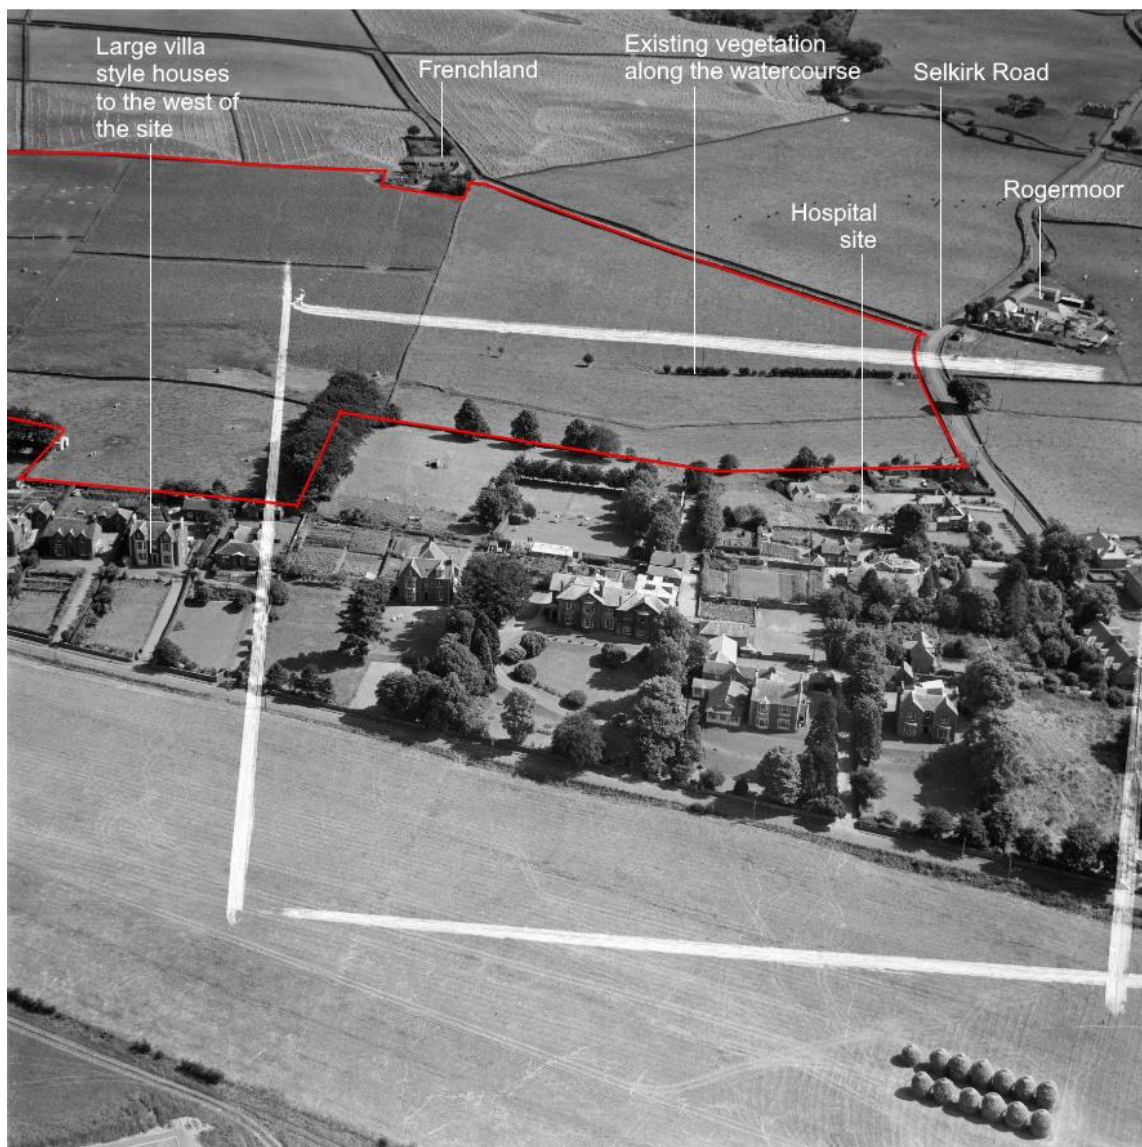 Large villa
style houses
to the west of
the site
Frenchland
Existing vegetation
along the watercourse
Selkirk Road
Hospital
site
Rogermoor